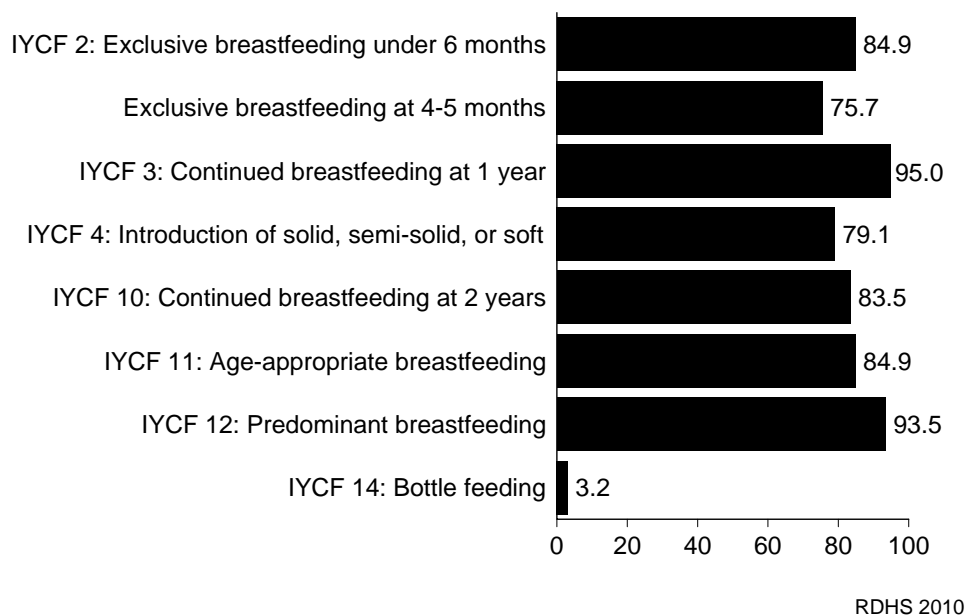 IYCF 2: Exclusive breastfeeding under 6 months 84.9
Exclusive breastfeeding at 4-5 months 75.7
IYCF 3: Continued breastfeeding at 1 year 95.0
IYCF 4: Introduction of solid, semi-solid, or soft 79.1
IYCF 10: Continued breastfeeding at 2 years 83.5
IYCF 11: Age-appropriate breastfeeding 84.9
IYCF 12: Predominant breastfeeding 93.5
IYCF 14: Bottle feeding 3.2
0 20 40 60 80 100
RDHS 2010